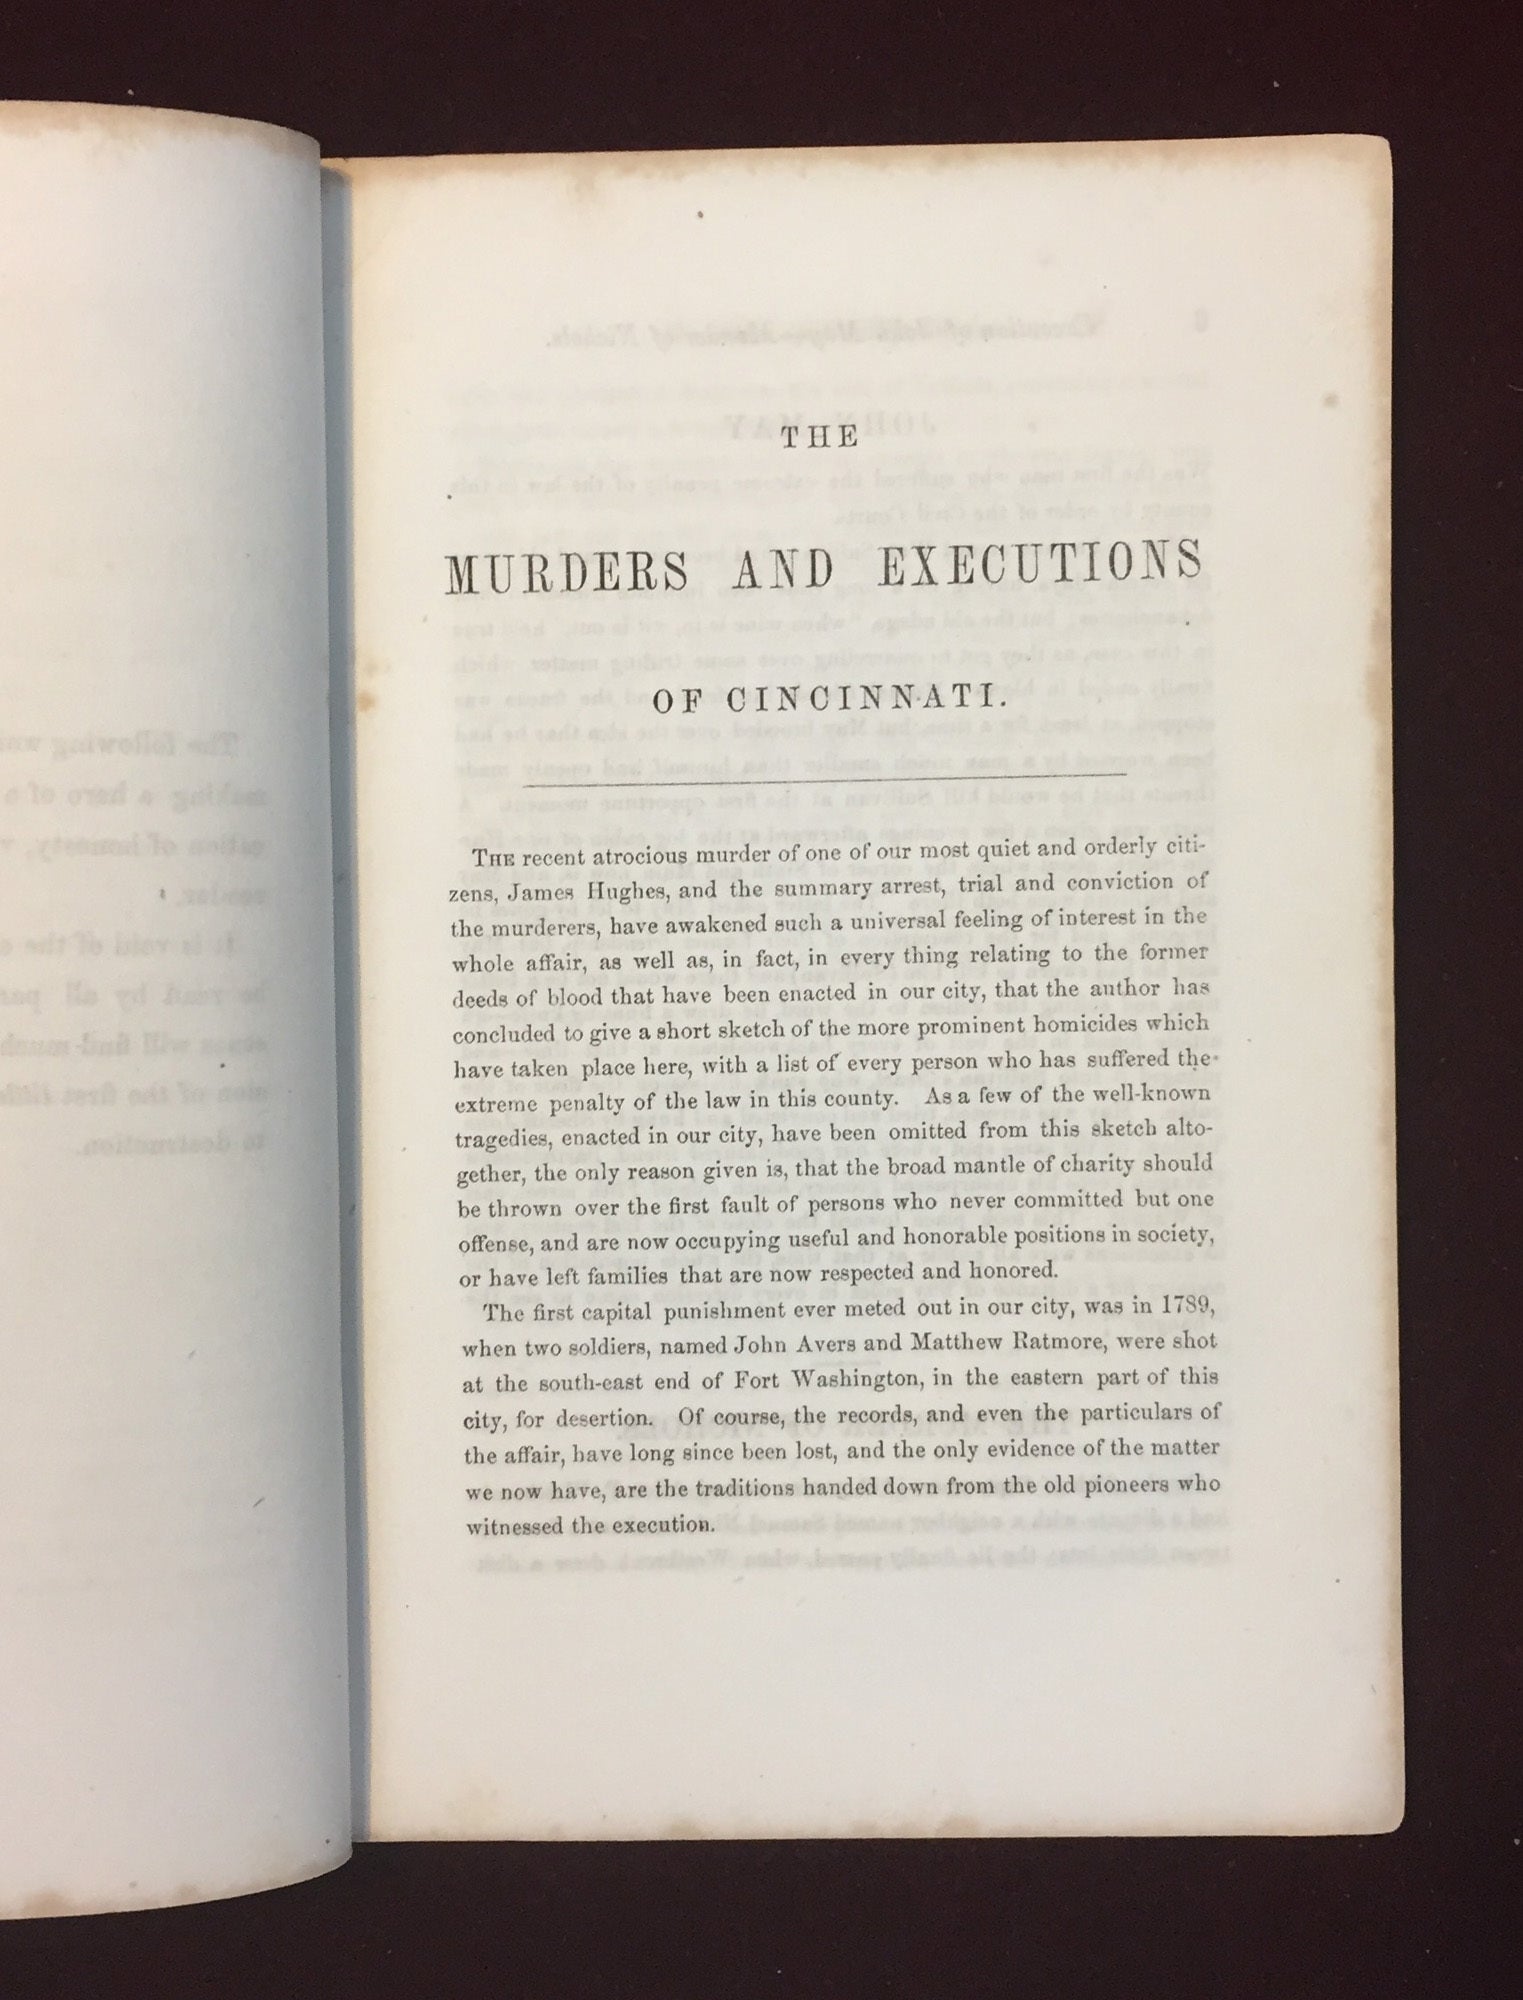 THE
MURDERS AND EXECUTIONS
OF CINCINNATI.
THE recent atrocious murder of one of our most quiet and orderly citi-
zens, James Hughes, and the summary arrest, trial and conviction of
the murderers, have awakened such a universal feeling of interest in the
whole affair, as well as, in fact, in every thing relating to the former
deeds of blood that have been enacted in our city, that the author has
concluded to give a short sketch of the more prominent homicides which
have taken place here, with a list of every person who has suffered the
extreme penalty of the law in this county. As a few of the well-known
tragedies, enacted in our city, have been omitted from this sketch alto-
gether, the only reason given is, that the broad mantle of charity should
be thrown over the first fault of persons who never committed but one
offense, and are now occupying useful and honorable positions in society,
or have left families that are now respected and honored.
The first capital punishment ever meted out in our city, was in 1789,
when two soldiers, named John Avers and Matthew Ratmore, were shot
at the south-east end of Fort Washington, in the eastern part of this
city, for desertion. Of course, the records, and even the particulars of
the affair, have long since been lost, and the only evidence of the matter
we now have, are the traditions handed down from the old pioneers who
witnessed the execution.